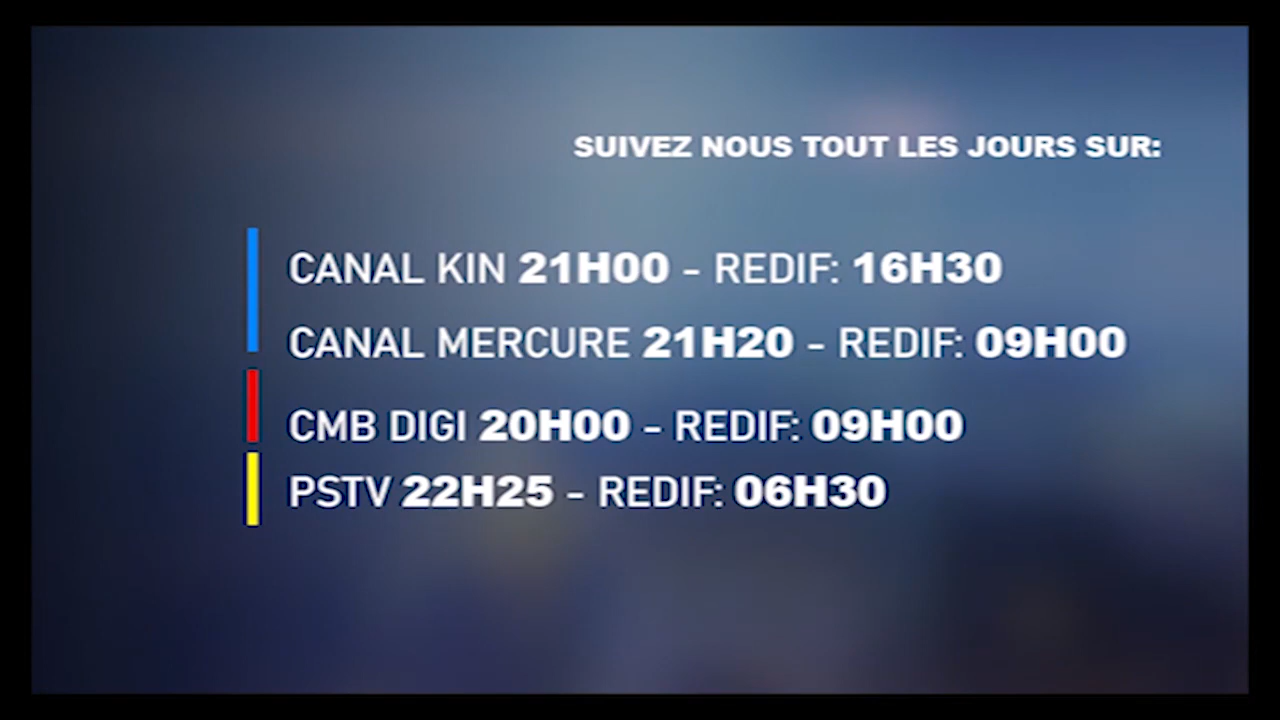 SUIVEZ NOUS TOUT LES JOURS SUR:
CANAL KIN 21H00 - REDIF: 16H30
CANAL MERCURE 21H20 - REDIF: 09H00
CMB DIGI 20H00 - REDIF: 09H00
PSTV 22H25 - REDIF: 06H30